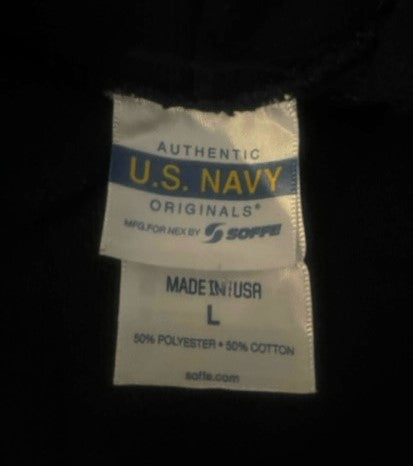 AUTHENTIC
U.S. NAVY
ORIGINALS®
MFG. FOR NEX BY SOFFE
MADE IN USA
L
50% POLYESTER • 50% COTTON
soffe.com